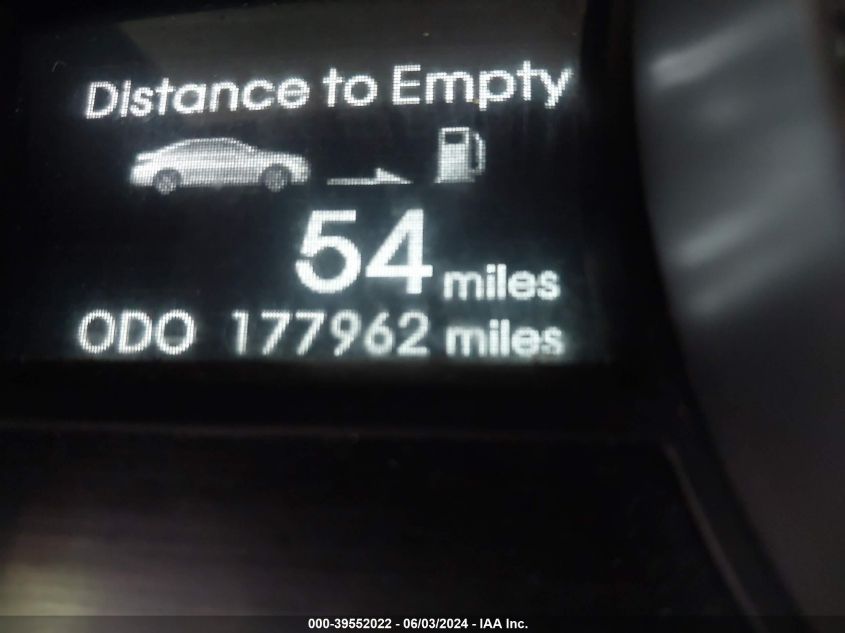 Distance to Empty
54 miles
ODO 177962 miles
000-39552022 - 06/03/2024 - IAA Inc.